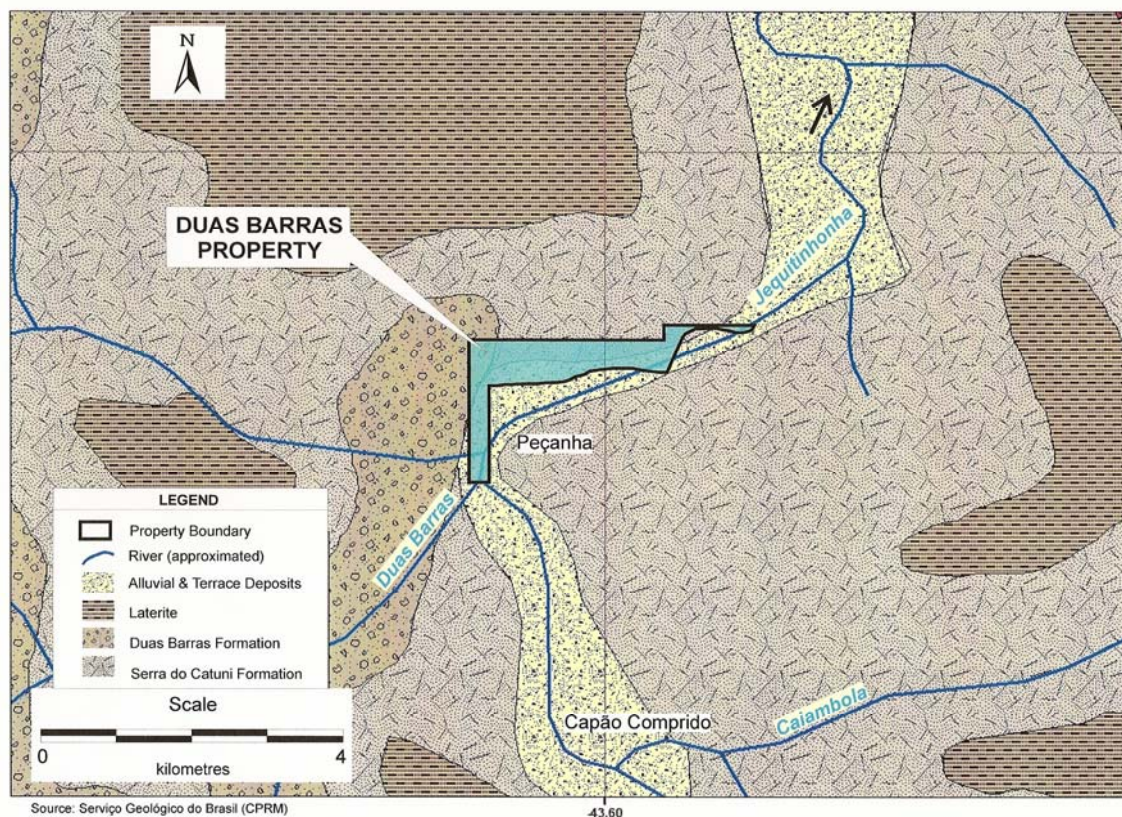 N
DUAS BARRAS
PROPERTY
Jequitinhonha
Peçanha
Duas Barras
LEGEND
Property Boundary
River (approximated)
Alluvial & Terrace Deposits
Laterite
Duas Barras Formation
Serra do Catuni Formation
Scale
0 4
kilometres
Capão Comprido
Caiambola
Source: Serviço Geológico do Brasil (CPRM)
43.60